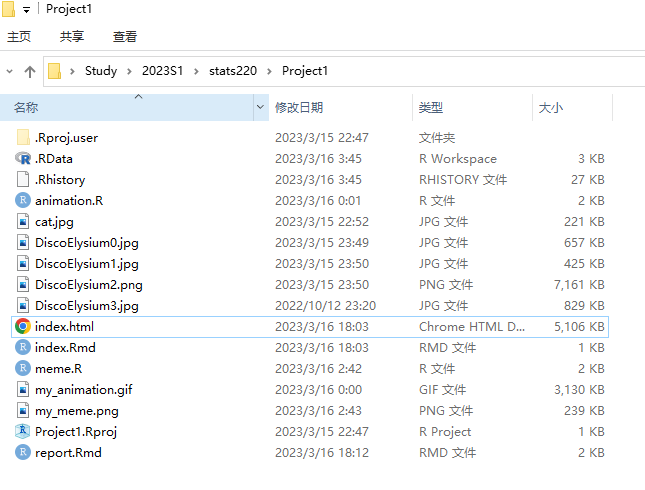 Project1
主页 共享 查看
Study 2023S1 stats220 Project1
名称 修改日期 类型 大小
.Rproj.user 2023/3/15 22:47 文件夹
.RData 2023/3/16 3:45 R Workspace 3 KB
.Rhistory 2023/3/16 3:45 RHISTORY 文件 27 KB
animation.R 2023/3/16 0:01 R 文件 2 KB
cat.jpg 2023/3/15 22:52 JPG 文件 221 KB
DiscoElysium0.jpg 2023/3/15 23:49 JPG 文件 657 KB
DiscoElysium1.jpg 2023/3/15 23:50 JPG 文件 425 KB
DiscoElysium2.png 2023/3/15 23:50 PNG 文件 7,161 KB
DiscoElysium3.jpg 2022/10/12 23:20 JPG 文件 829 KB
index.html 2023/3/16 18:03 Chrome HTML D... 5,106 KB
index.Rmd 2023/3/16 18:03 RMD 文件 1 KB
meme.R 2023/3/16 2:42 R 文件 2 KB
my_animation.gif 2023/3/16 0:00 GIF 文件 3,130 KB
my_meme.png 2023/3/16 2:43 PNG 文件 239 KB
Project1.Rproj 2023/3/15 22:47 R Project 1 KB
report.Rmd 2023/3/16 18:12 RMD 文件 2 KB